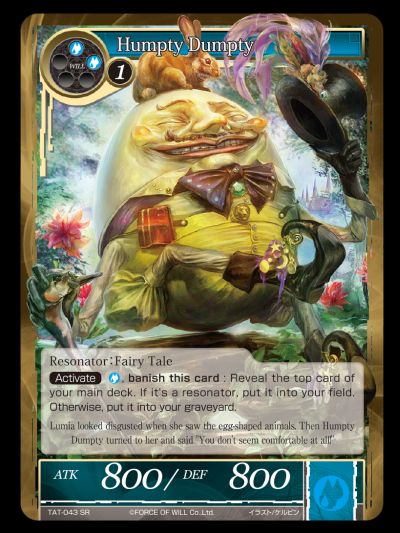 Humpty Dumpty
WILL
1
Resonator：Fairy Tale
Activate , banish this card : Reveal the top card of
your main deck. If it's a resonator, put it into your field.
Otherwise, put it into your graveyard.
Lumia looked disgusted when she saw the egg-shaped animals. Then Humpty
Dumpty turned to her and said "You don't seem comfortable at all!"
ATK 800 / DEF 800
TAT-043 SR ©FORCE OF WILL Co.,Ltd. イラスト/ケルビン